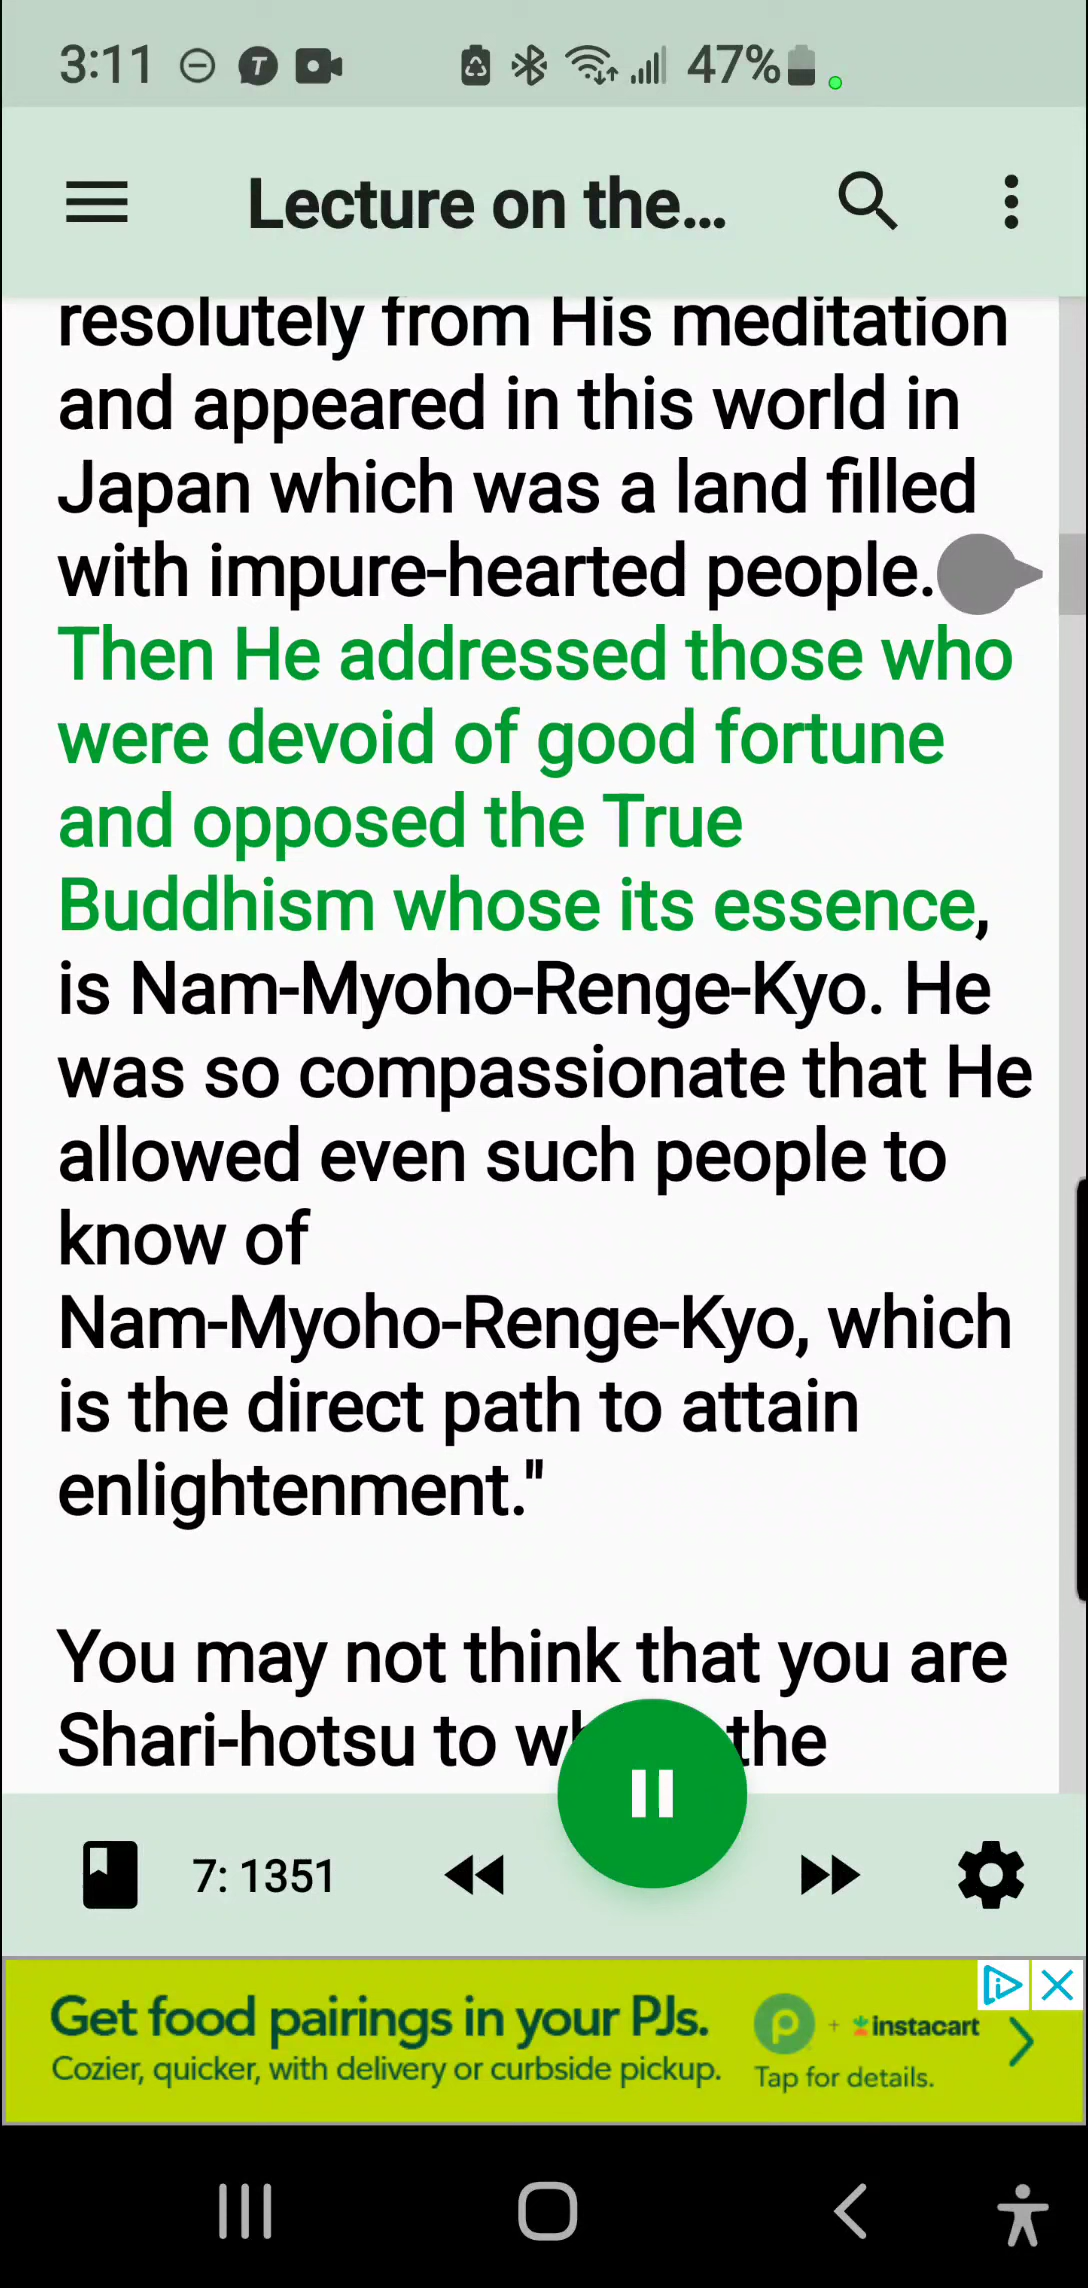 3:11
47%
Lecture on the...
resolutely from His meditation
and appeared in this world in
Japan which was a land filled
with impure-hearted people.
Then He addressed those who
were devoid of good fortune
and opposed the True
Buddhism whose its essence,
is Nam-Myoho-Renge-Kyo. He
was so compassionate that He
allowed even such people to
know of
Nam-Myoho-Renge-Kyo, which
is the direct path to attain
enlightenment."
You may not think that you are
Shari-hotsu to the
7: 1351
Get food pairings in your PJs.
Cozier, quicker, with delivery or curbside pickup.
p + instacart
Tap for details.